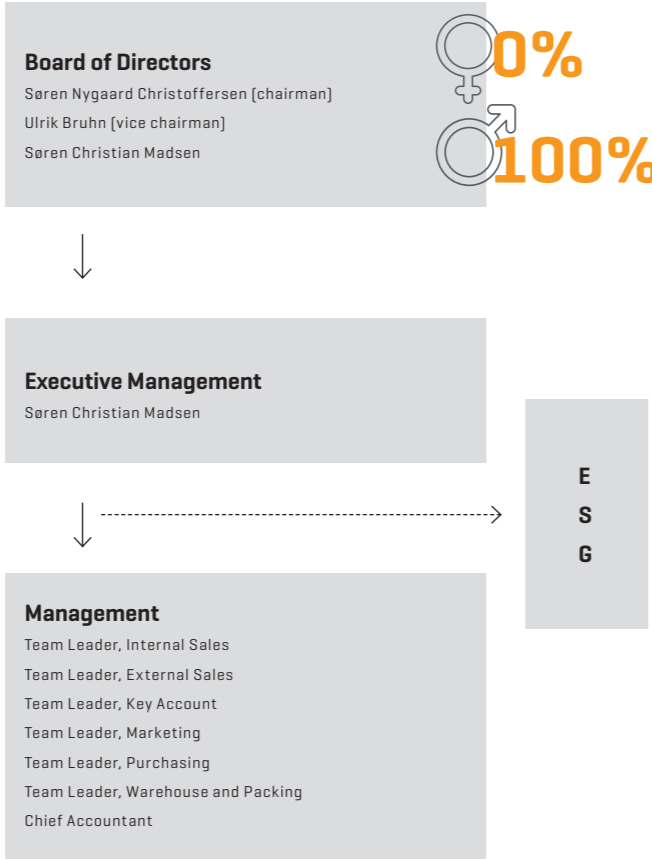 Board of Directors
Søren Nygaard Christoffersen (chairman)
Ulrik Bruhn (vice chairman)
Søren Christian Madsen
0%
100%
Executive Management
Søren Christian Madsen
E
S
G
Management
Team Leader, Internal Sales
Team Leader, External Sales
Team Leader, Key Account
Team Leader, Marketing
Team Leader, Purchasing
Team Leader, Warehouse and Packing
Chief Accountant